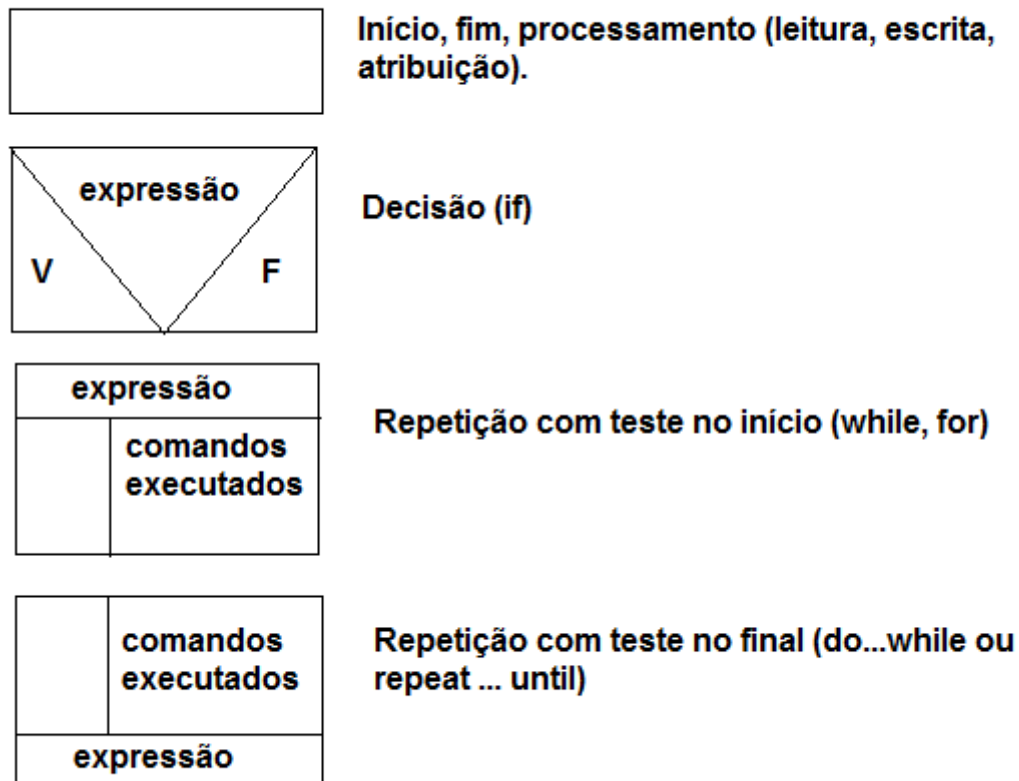 Início, fim, processamento (leitura, escrita,
atribuição).
expressão
V
F
Decisão (if)
expressão
comandos
executados
Repetição com teste no início (while, for)
comandos
executados
expressão
Repetição com teste no final (do...while ou
repeat ... until)